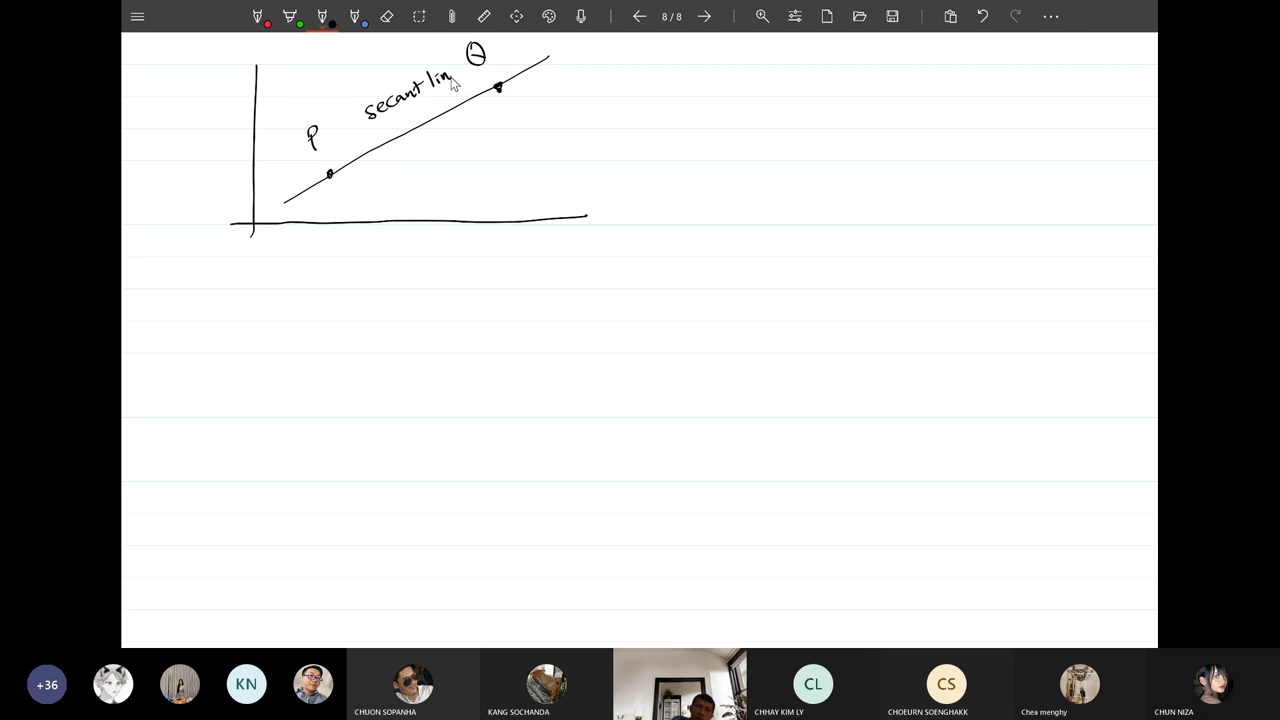 8/8
Q
secant lin
P
+36
KN
CL
CS
CHUON SOPANHA
KANG SOCHANDA
CHHAY KIM LY
CHOEURN SOENGHAKK
Chea menghy
CHUN NIZA